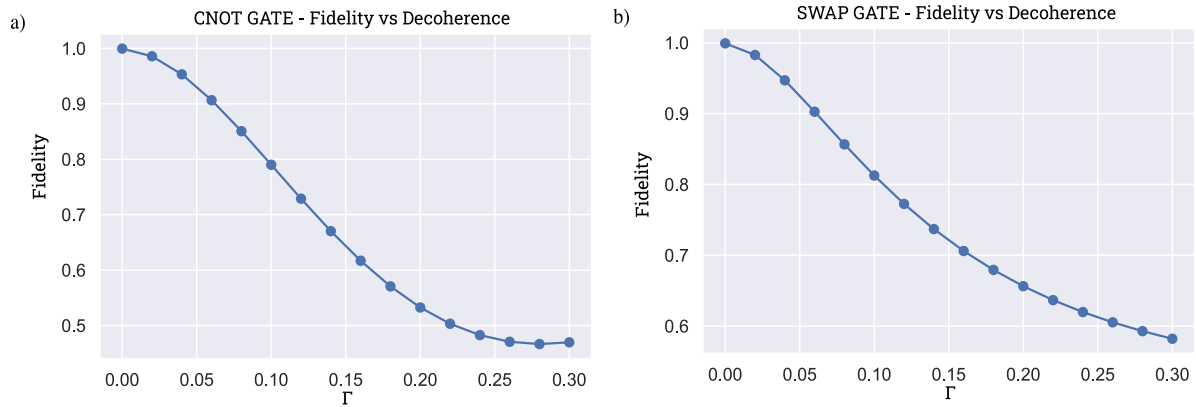 a)
CNOT GATE - Fidelity vs Decoherence
1.0
0.9
0.8
0.7
0.6
0.5
Fidelity
0.00 0.05 0.10 0.15 0.20 0.25 0.30
Γ
b)
SWAP GATE - Fidelity vs Decoherence
1.0
0.9
0.8
0.7
0.6
Fidelity
0.00 0.05 0.10 0.15 0.20 0.25 0.30
Γ